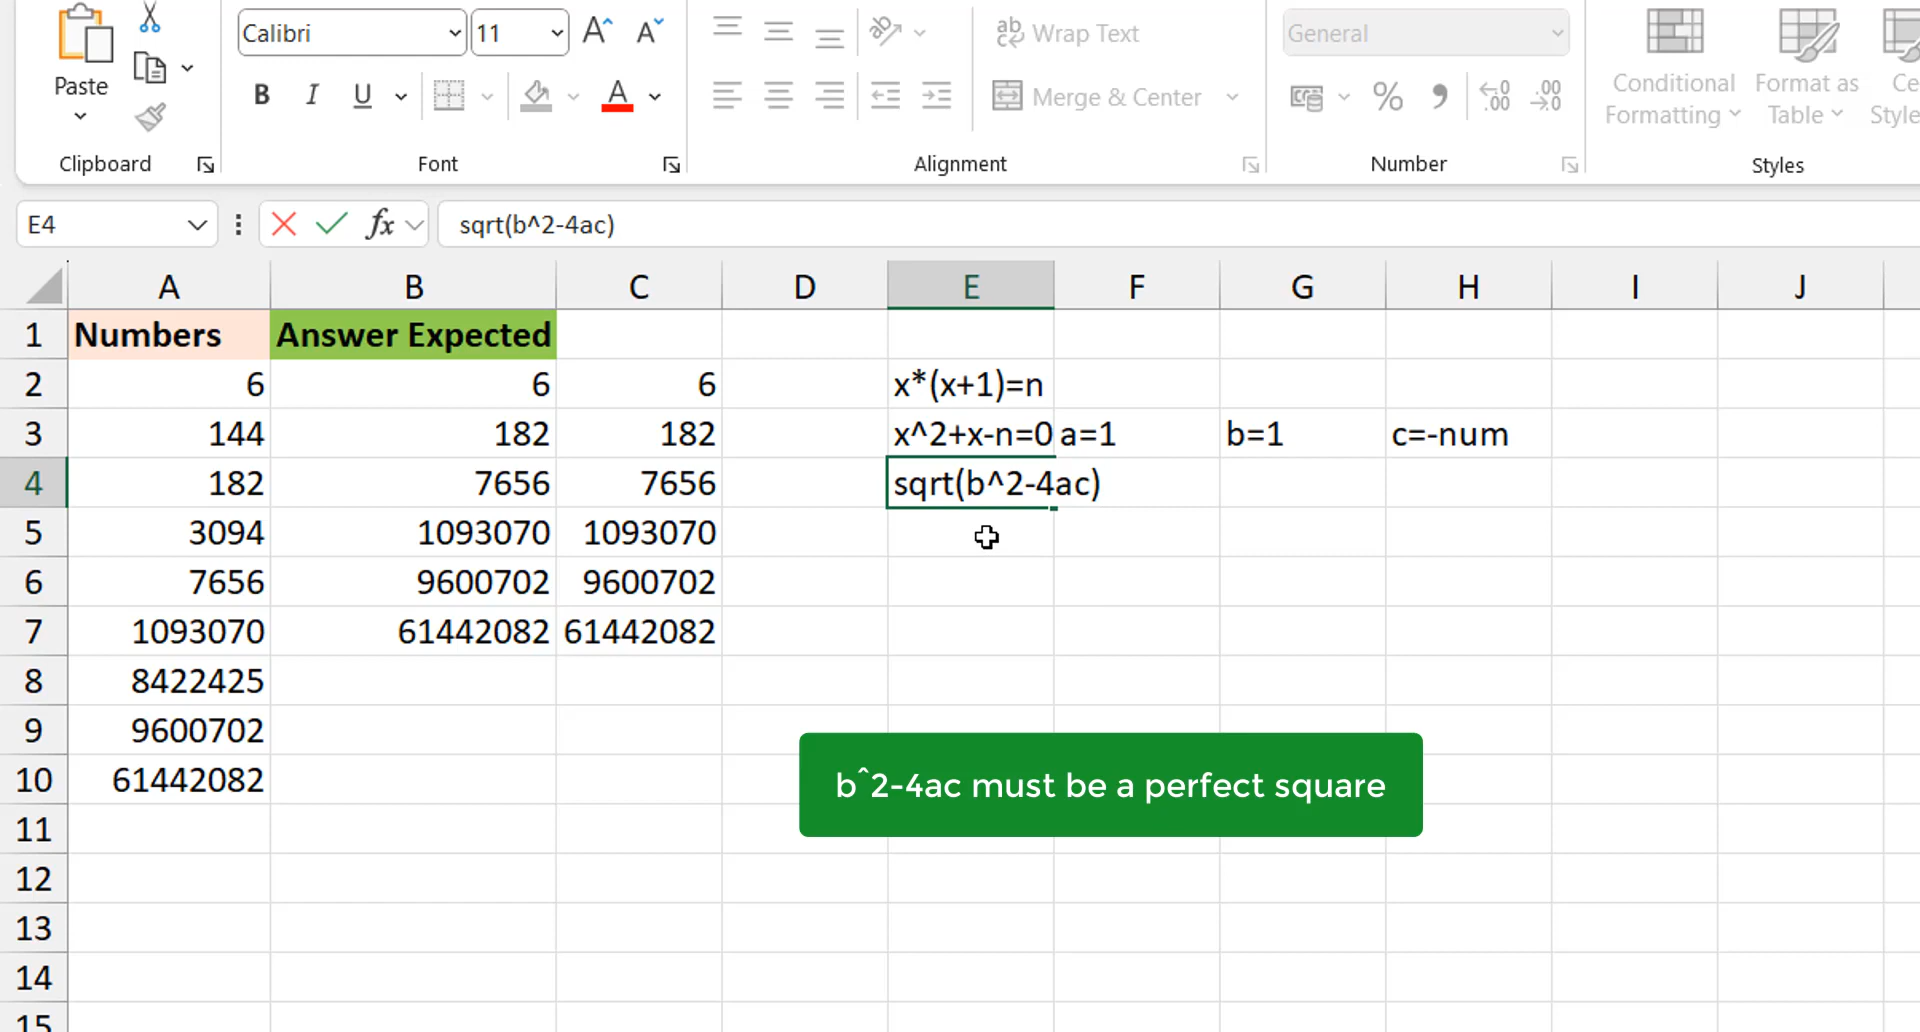 Calibri 11 A^ A˅ ab Wrap Text General
Paste B I U A Merge & Center % , .00 .00 Conditional Formatting Format as Table Ce Style
Clipboard Font Alignment Number Styles
E4 fx sqrt(b^2-4ac)
A B C D E F G H I J
1 Numbers Answer Expected
2 6 6 6 x*(x+1)=n
3 144 182 182 x^2+x-n=0 a=1 b=1 c=-num
4 182 7656 7656 sqrt(b^2-4ac)
5 3094 1093070 1093070
6 7656 9600702 9600702
7 1093070 61442082 61442082
8 8422425
9 9600702
10 61442082
b^2-4ac must be a perfect square
11
12
13
14
15